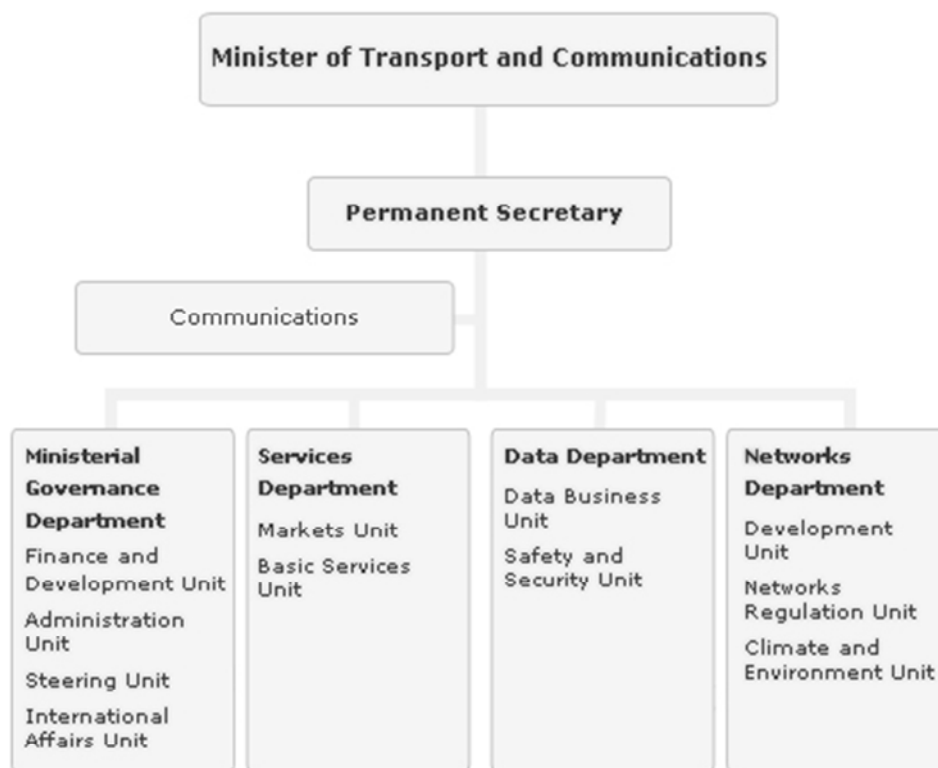 Minister of Transport and Communications
Permanent Secretary
Communications
Ministerial
Governance
Department
Finance and
Development Unit
Administration
Unit
Steering Unit
International
Affairs Unit
Services
Department
Markets Unit
Basic Services
Unit
Data Department
Data Business
Unit
Safety and
Security Unit
Networks
Department
Development
Unit
Networks
Regulation Unit
Climate and
Environment Unit